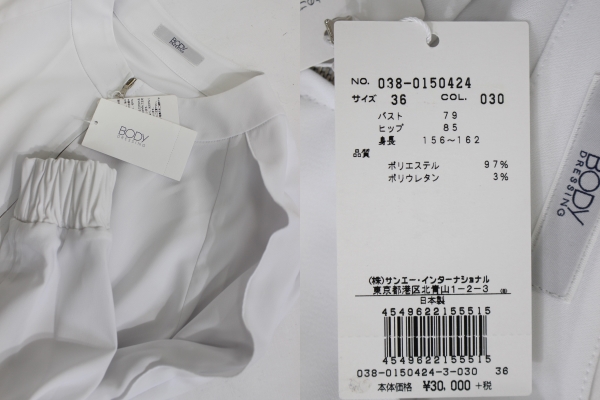 BODY
DRESSING
BODY
DRESSING
NO. 038-0150424
サイズ 36 COL. 030
バスト 79
ヒップ 85
身長 156～162
品質
ポリエステル 97%
ポリウレタン 3%
(株)サンエー・インターナショナル
東京都港区北青山1-2-3
日本製
4549622155515
4549622155515
038-0150424-3-030 36
本体価格 ¥30,000 +税
BODY
DRESSING